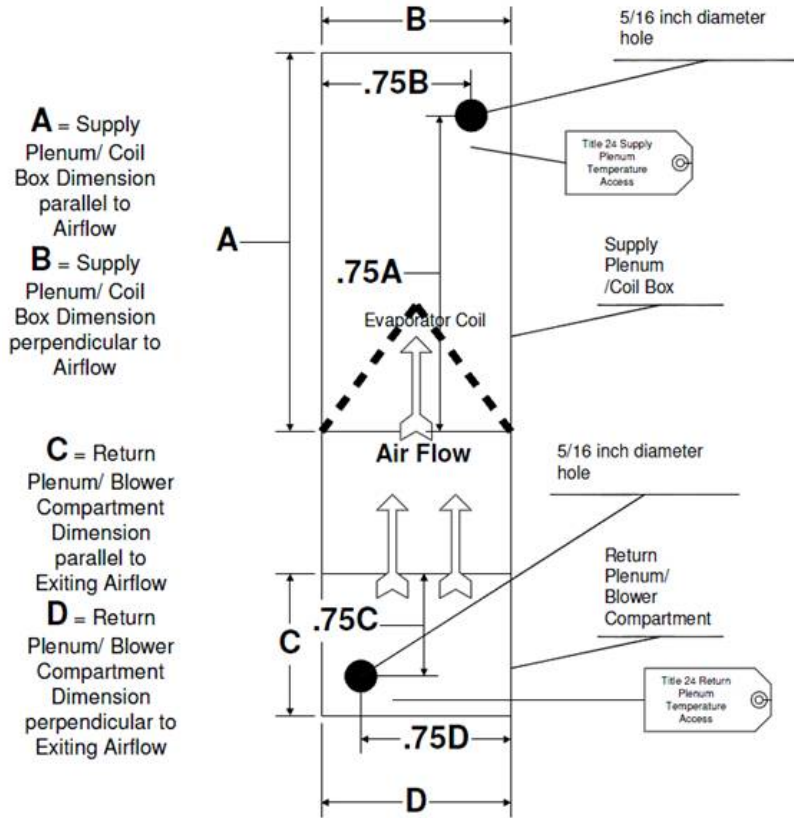 B
5/16 inch diameter
hole
.75B
A = Supply
Plenum/ Coil
Box Dimension
parallel to
Airflow
B = Supply
Plenum/ Coil
Box Dimension
perpendicular to
Airflow
Title 24 Supply
Plenum
Temperature
Access
A
.75A
Supply
Plenum
/Coil Box
Evaporator Coil
Air Flow
C = Return
Plenum/ Blower
Compartment
Dimension
parallel to
Exiting Airflow
D = Return
Plenum/ Blower
Compartment
Dimension
perpendicular to
Exiting Airflow
5/16 inch diameter
hole
Return
Plenum/
Blower
Compartment
C
.75C
Title 24 Return
Plenum
Temperature
Access
.75D
D